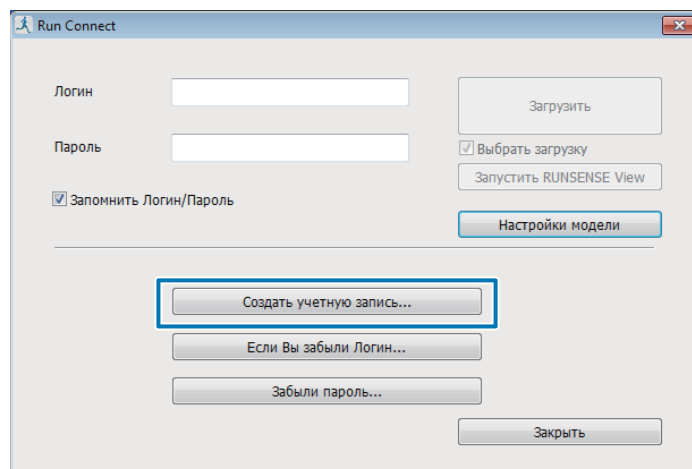 Run Connect
Логин
Загрузить
Пароль
Выбрать загрузку
Запустить RUNSENSE View
Запомнить Логин/Пароль
Настройки модели
Создать учетную запись...
Если Вы забыли Логин...
Забыли пароль...
Закрыть